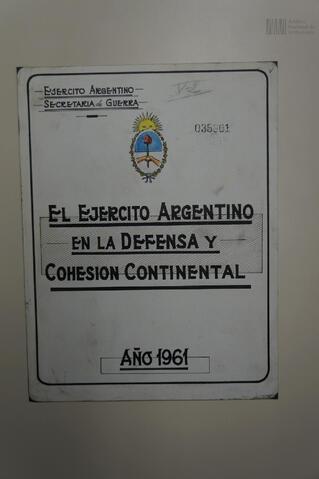 EJERCITO ARGENTINO
SECRETARIA de GUERRA
035961
EL EJERCITO ARGENTINO
EN LA DEFENSA Y
COHESION CONTINENTAL
AÑO 1961